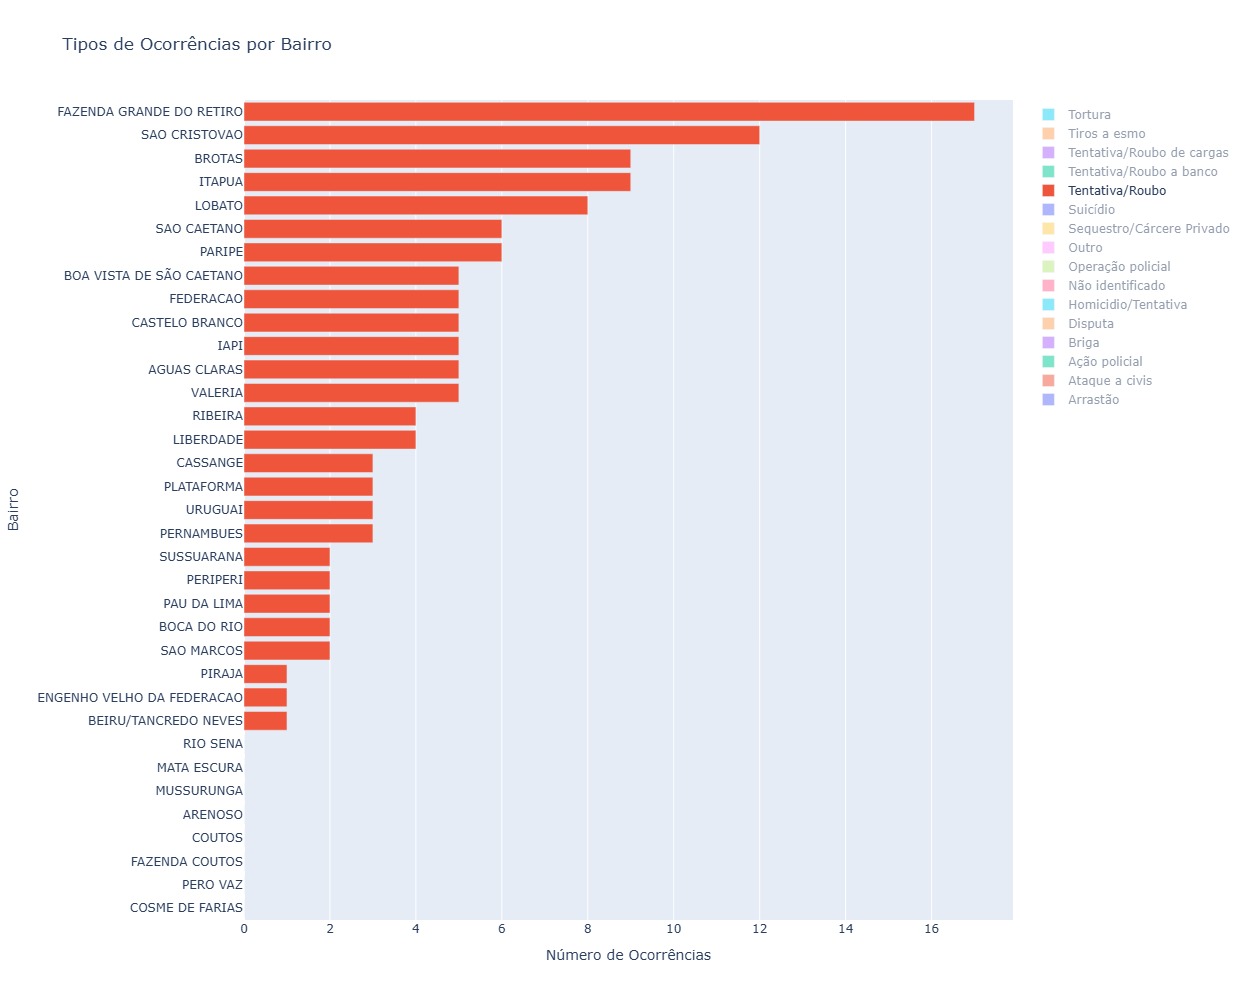 Tipos de Ocorrências por Bairro
FAZENDA GRANDE DO RETIRO
SAO CRISTOVAO
BROTAS
ITAPUA
LOBATO
SAO CAETANO
PARIPE
BOA VISTA DE SÃO CAETANO
FEDERACAO
CASTELO BRANCO
IAPI
AGUAS CLARAS
VALERIA
RIBEIRA
LIBERDADE
CASSANGE
PLATAFORMA
URUGUAI
PERNAMBUES
SUSSUARANA
PERIPERI
PAU DA LIMA
BOCA DO RIO
SAO MARCOS
PIRAJA
ENGENHO VELHO DA FEDERACAO
BEIRU/TANCREDO NEVES
RIO SENA
MATA ESCURA
MUSSURUNGA
ARENOSO
COUTOS
FAZENDA COUTOS
PERO VAZ
COSME DE FARIAS
Bairro
0 2 4 6 8 10 12 14 16
Número de Ocorrências
Tortura
Tiros a esmo
Tentativa/Roubo de cargas
Tentativa/Roubo a banco
Tentativa/Roubo
Suicídio
Sequestro/Cárcere Privado
Outro
Operação policial
Não identificado
Homicidio/Tentativa
Disputa
Briga
Ação policial
Ataque a civis
Arrastão